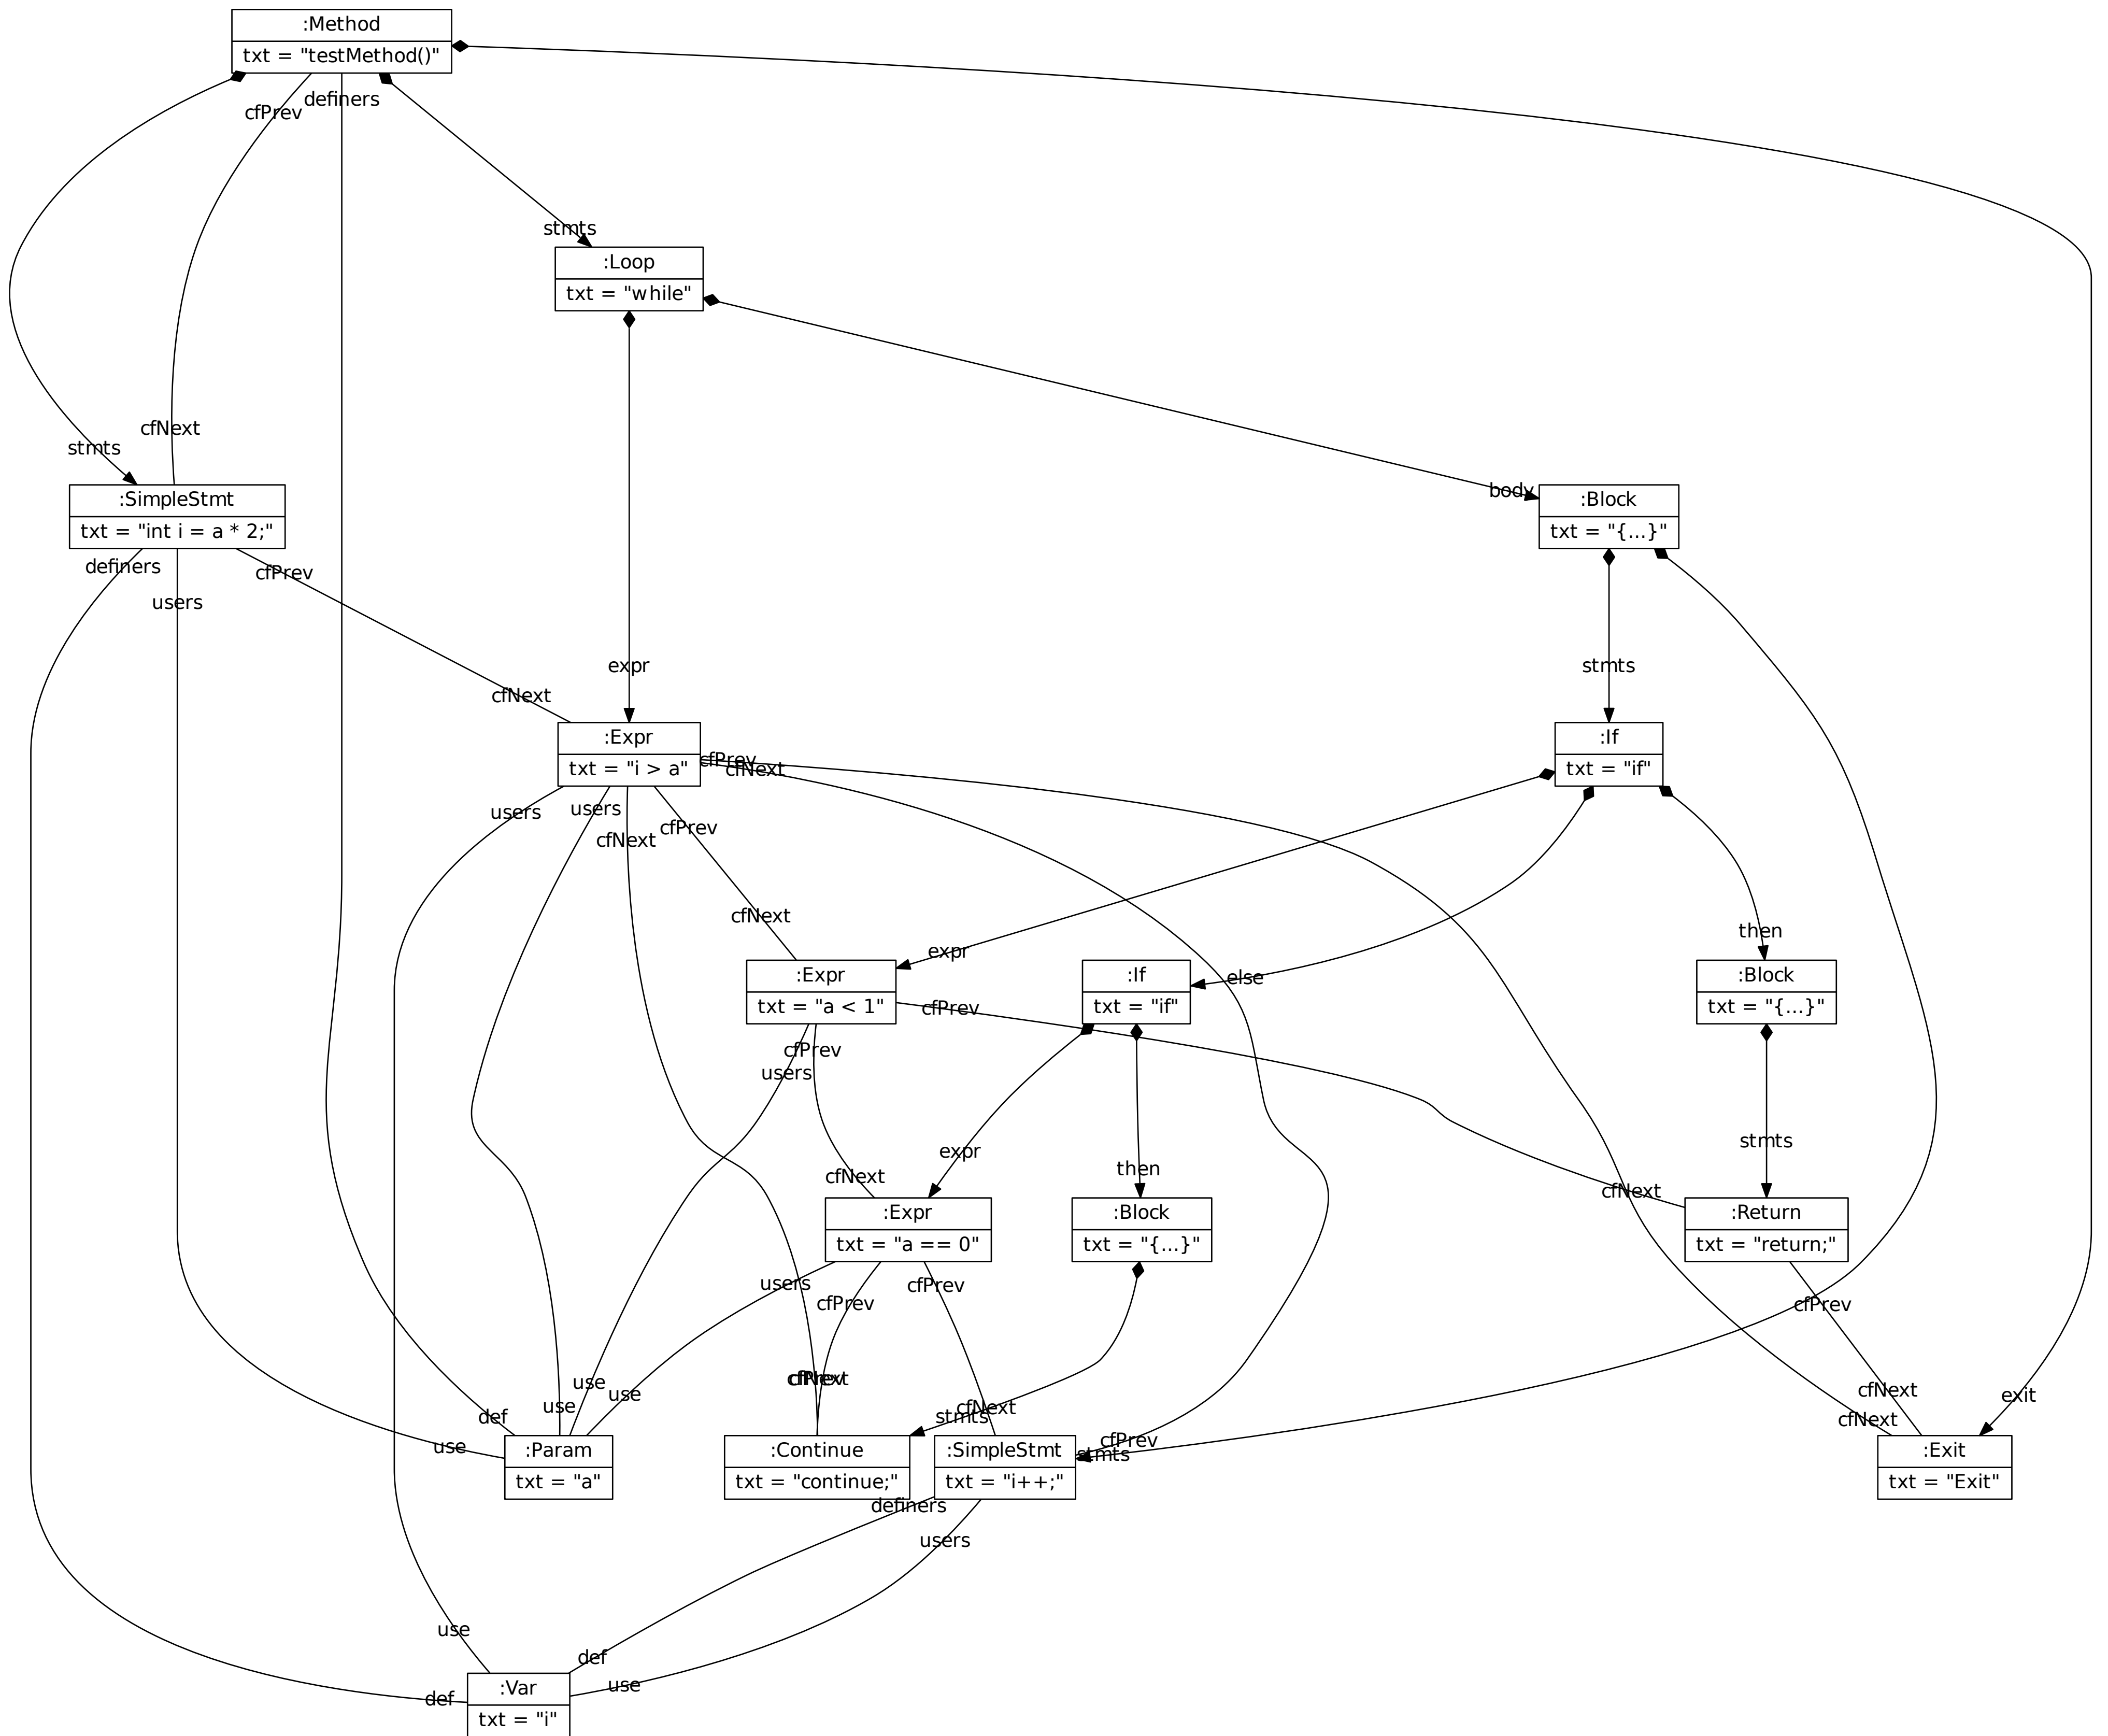 :Method
txt = "testMethod()"
cfPrev
definers
stmts
:Loop
txt = "while"
cfNext
stmts
:SimpleStmt
txt = "int i = a * 2;"
body
:Block
txt = "{...}"
definers
cfPrev
users
expr
stmts
cfNext
:Expr
txt = "i > a"
cfPrev
cfNext
:If
txt = "if"
users
users
cfNext
cfPrev
cfNext
then
expr
else
:Expr
txt = "a < 1"
:If
txt = "if"
:Block
txt = "{...}"
cfPrev
cfPrev
users
expr
then
stmts
cfNext
cfNext
:Expr
txt = "a == 0"
:Block
txt = "{...}"
:Return
txt = "return;"
users
cfPrev
cfPrev
cfPrev
cfPrev
cfNext
use
use
use
def
use
cfNext
stmts
cfNext
cfNext
exit
cfPrev
stmts
:Param
txt = "a"
:Continue
txt = "continue;"
:SimpleStmt
txt = "i++;"
:Exit
txt = "Exit"
definers
users
use
def
use
def
:Var
txt = "i"